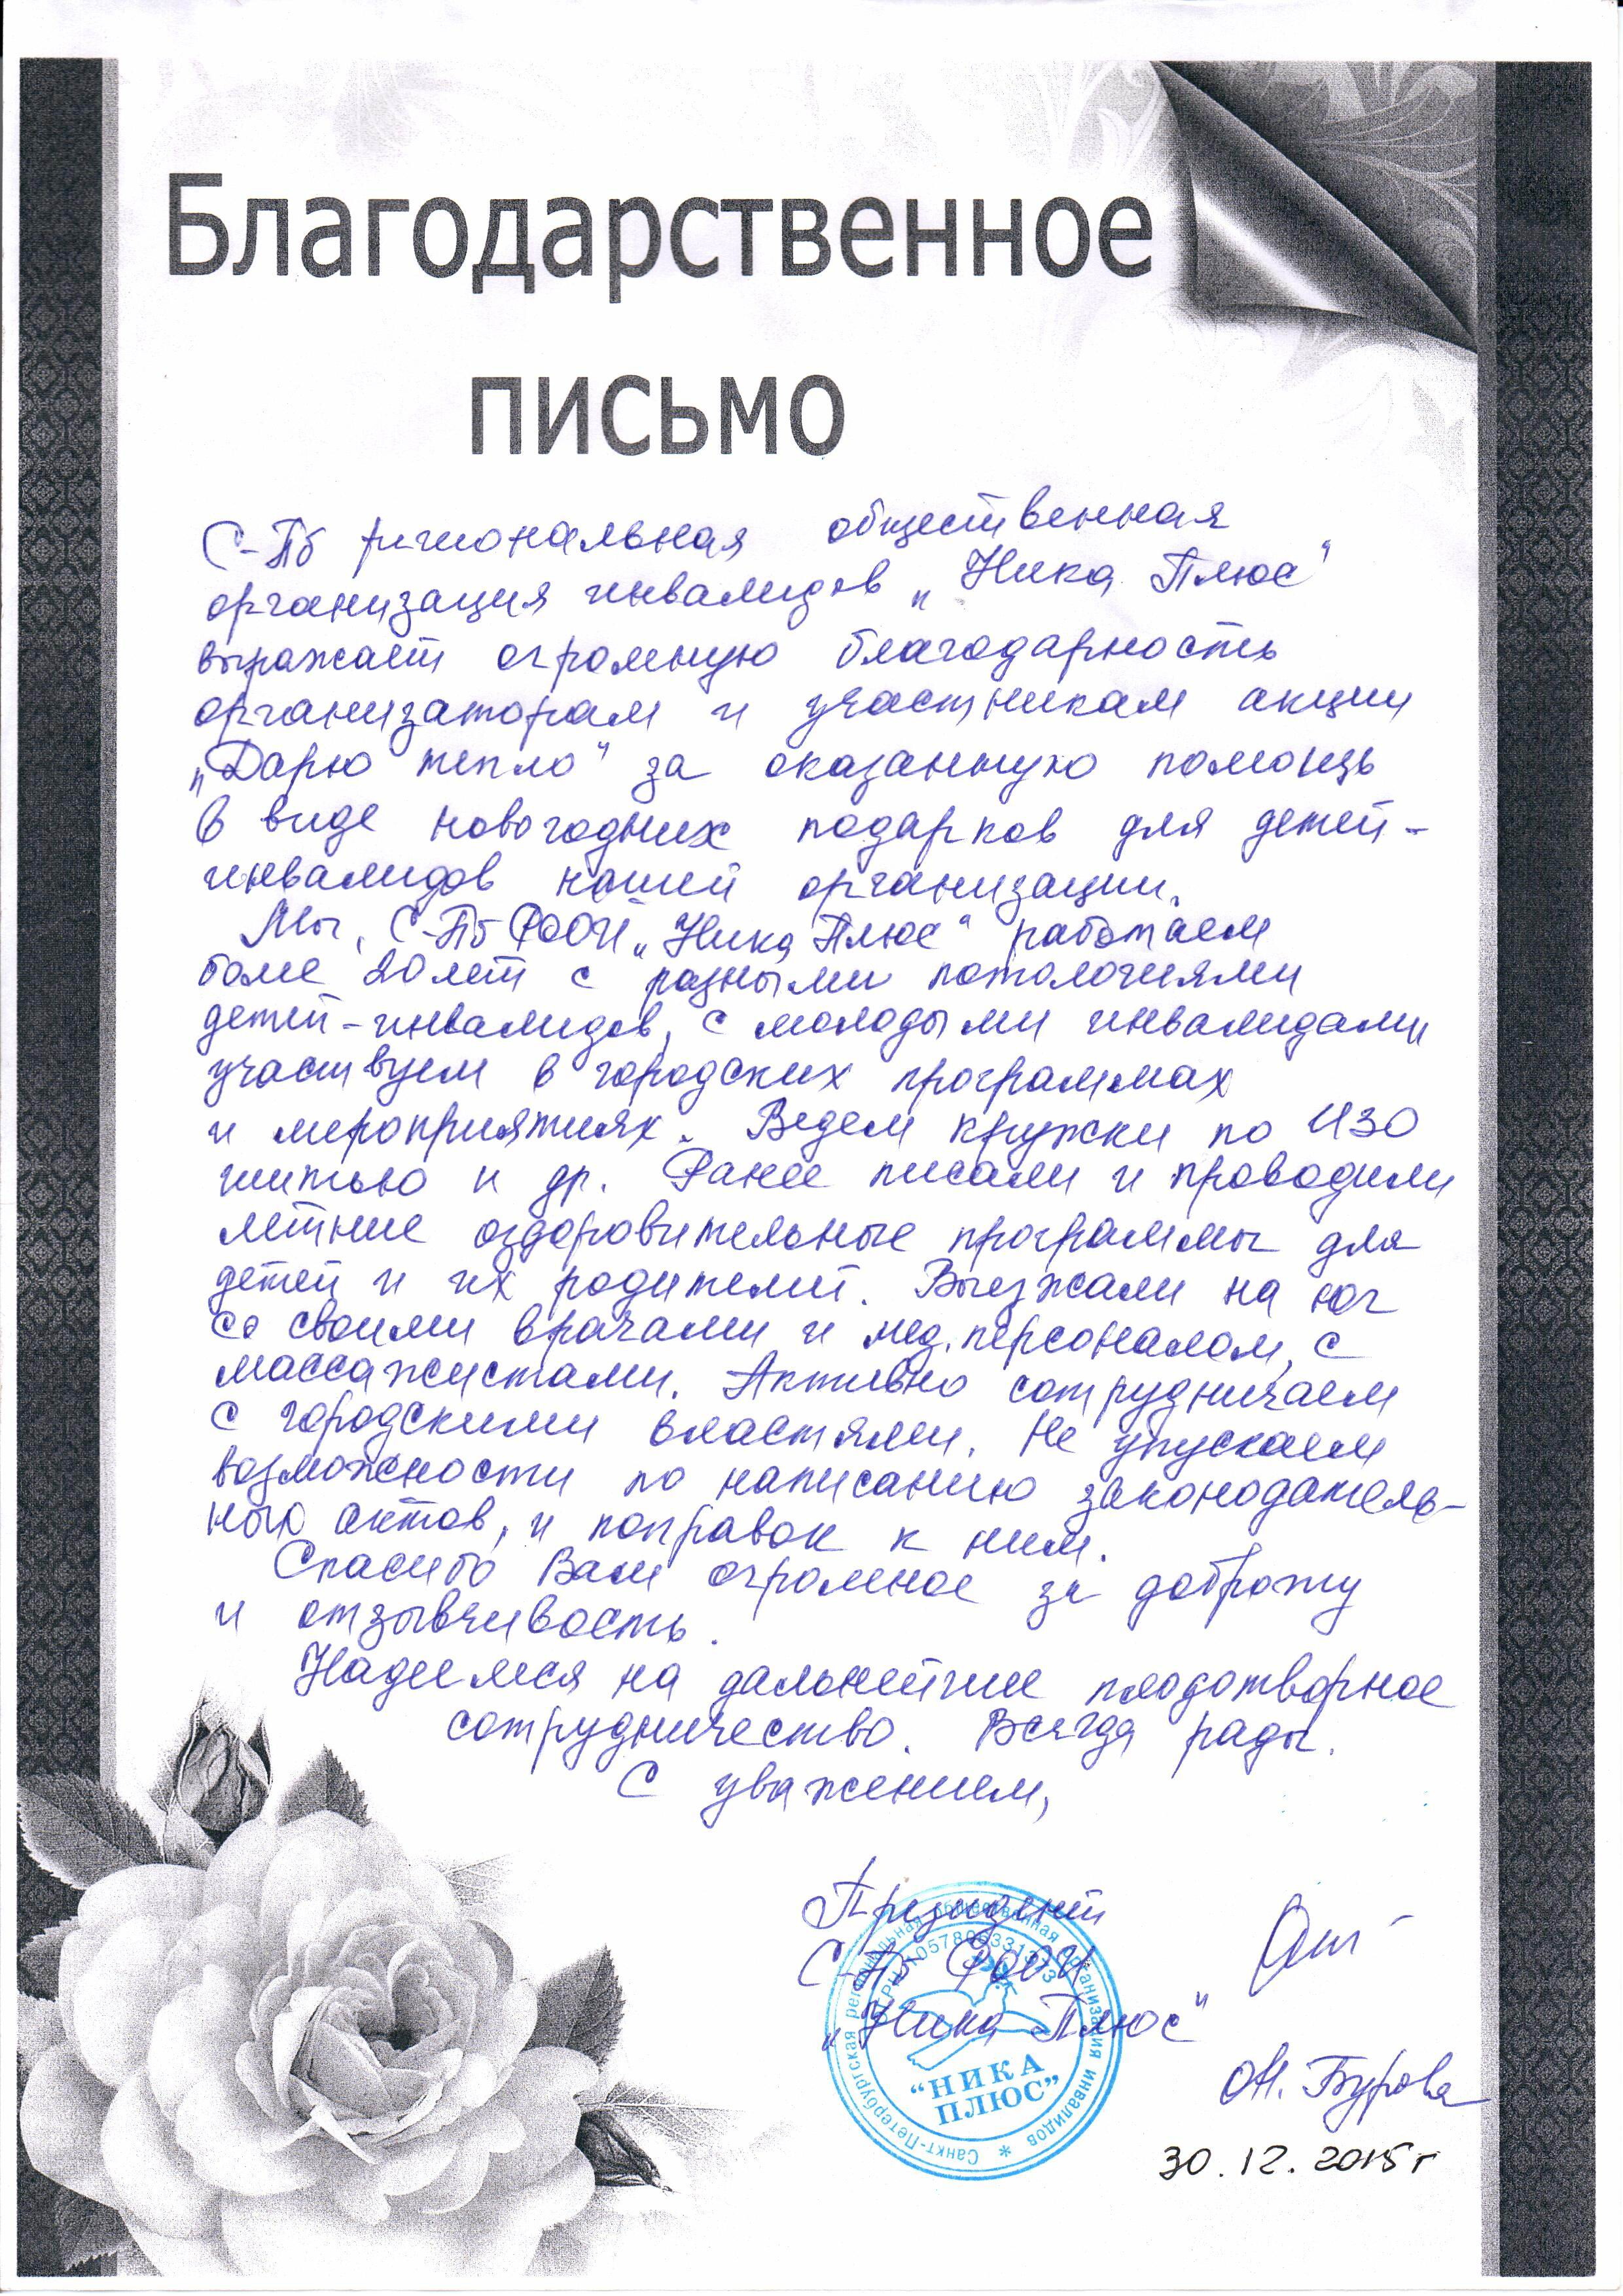 Благодарственное
письмо
С-Пб региональная общественная
организация инвалидов „Ника Плюс“
выражает огромную благодарность
организаторам и участникам акции
„Дарю тепло“ за оказанную помощь
в виде новогодних подарков для детей-
инвалидов нашей организации.
Мы, С-Пб РООИ „Ника Плюс“ работаем
более 20 лет с разными патологиями
детей-инвалидов, с молодыми инвалидами
участвуем в городских программах
и мероприятиях. Ведем кружки по ИЗО
шитью и др. Ранее писали и проводили
летние оздоровительные программы для
детей и их родителей. Выезжали на юг
со своими врачами и мед. персоналом, с
массажистами. Активно сотрудничаем
с городскими властями. Не упускаем
возможности по написанию законодатель-
ных актов, и поправок к ним.
Спасибо Вам огромное за доброту
и отзывчивость.
Надеемся на дальнейшее плодотворное
сотрудничество. Всегда рады.
С уважением,
Президент
С-Пб РООИ
„Ника Плюс“
Санкт-Петербургская региональная общественная организация инвалидов
“НИКА
ПЛЮС”
М. Бурова
30.12.2015 г